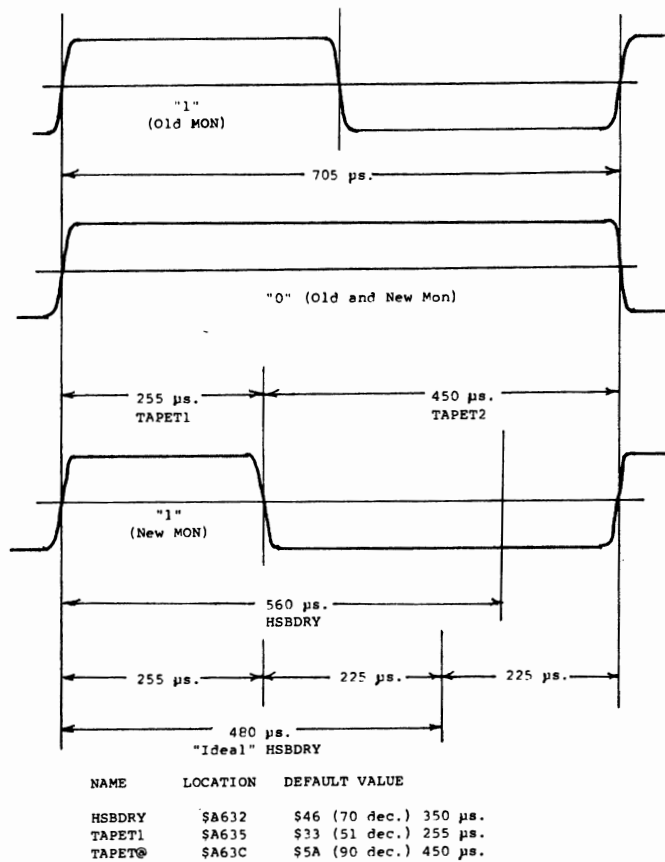 "1"
(Old MON)
705 µs.
"0" (Old and New Mon)
255 µs.
TAPET1
450 µs.
TAPET2
"1"
(New MON)
560 µs.
HSBDRY
255 µs.
225 µs.
225 µs.
480 µs.
"Ideal" HSBDRY
NAME LOCATION DEFAULT VALUE
HSBDRY $A632 $46 (70 dec.) 350 µs.
TAPET1 $A635 $33 (51 dec.) 255 µs.
TAPET@ $A63C $5A (90 dec.) 450 µs.